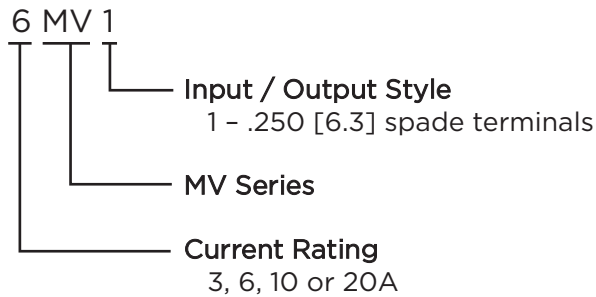 6 MV 1
Input / Output Style
1 – .250 [6.3] spade terminals
MV Series
Current Rating
3, 6, 10 or 20A